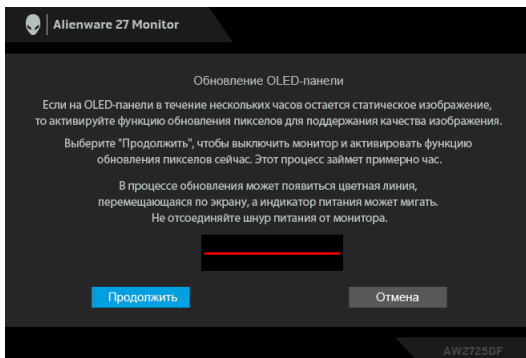 Alienware 27 Monitor
Обновление OLED-панели
Если на OLED-панели в течение нескольких часов остается статическое изображение,
то активируйте функцию обновления пикселов для поддержания качества изображения.
Выберите "Продолжить", чтобы выключить монитор и активировать функцию
обновления пикселов сейчас. Этот процесс займет примерно час.
В процессе обновления может появиться цветная линия,
перемещающаяся по экрану, а индикатор питания может мигать.
Не отсоединяйте шнур питания от монитора.
Продолжить Отмена
AW2725DF